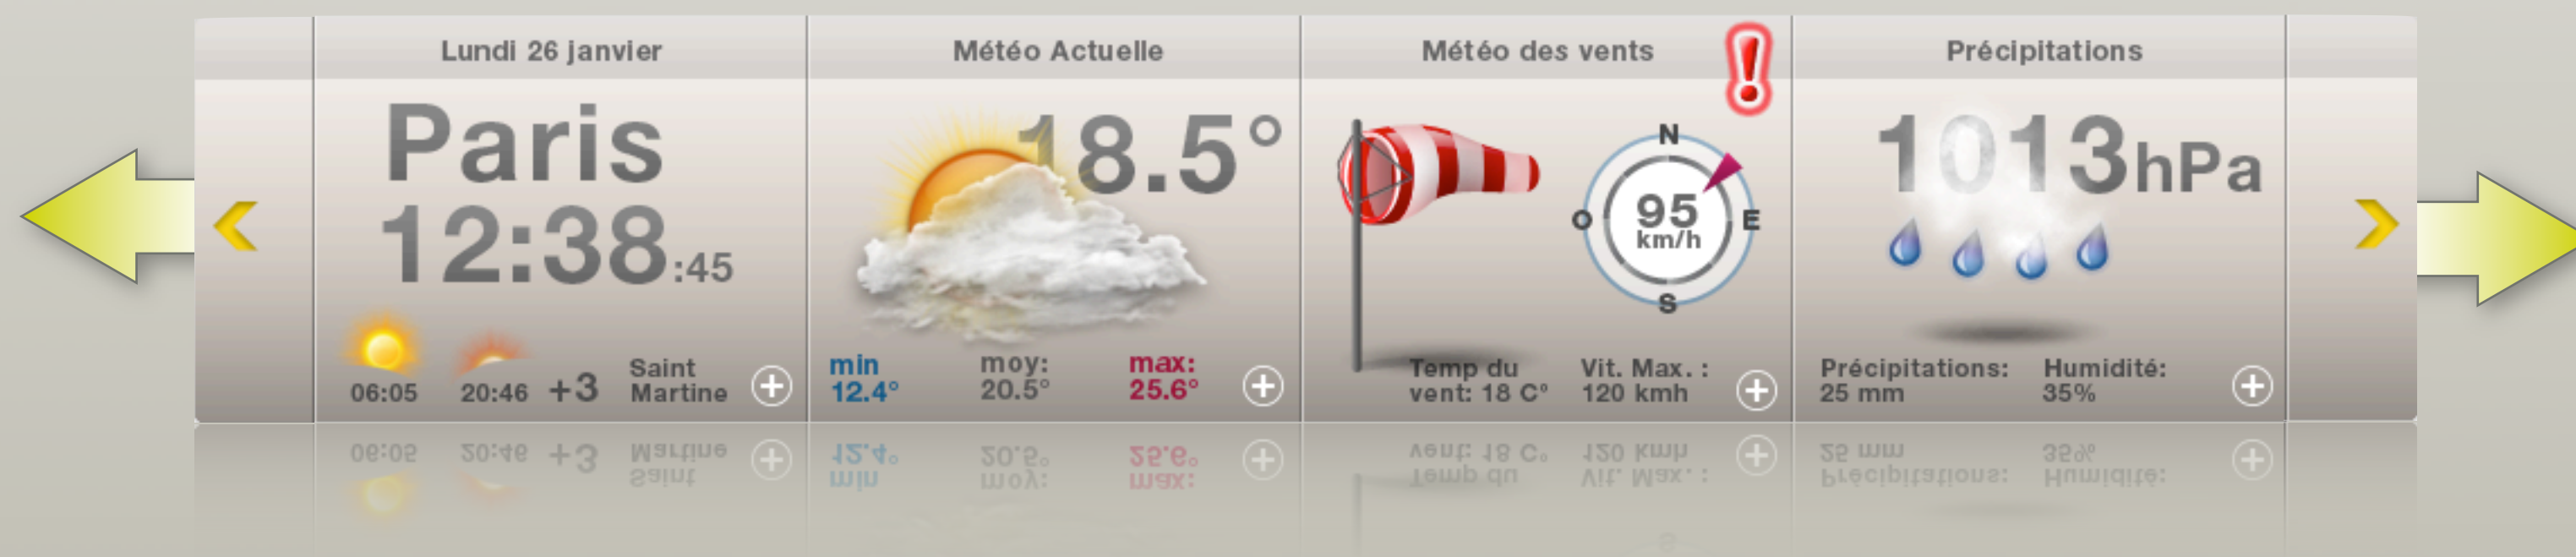 Lundi 26 janvier
Paris
12:38:45
06:05 20:46 +3 Saint
Martine
Météo Actuelle
18.5°
min
12.4°
moy:
20.5°
max:
25.6°
Météo des vents
N
O
E
S
95
km/h
Temp du
vent: 18 C°
Vit. Max. :
120 kmh
Précipitations
1013hPa
Précipitations:
25 mm
Humidité:
35%